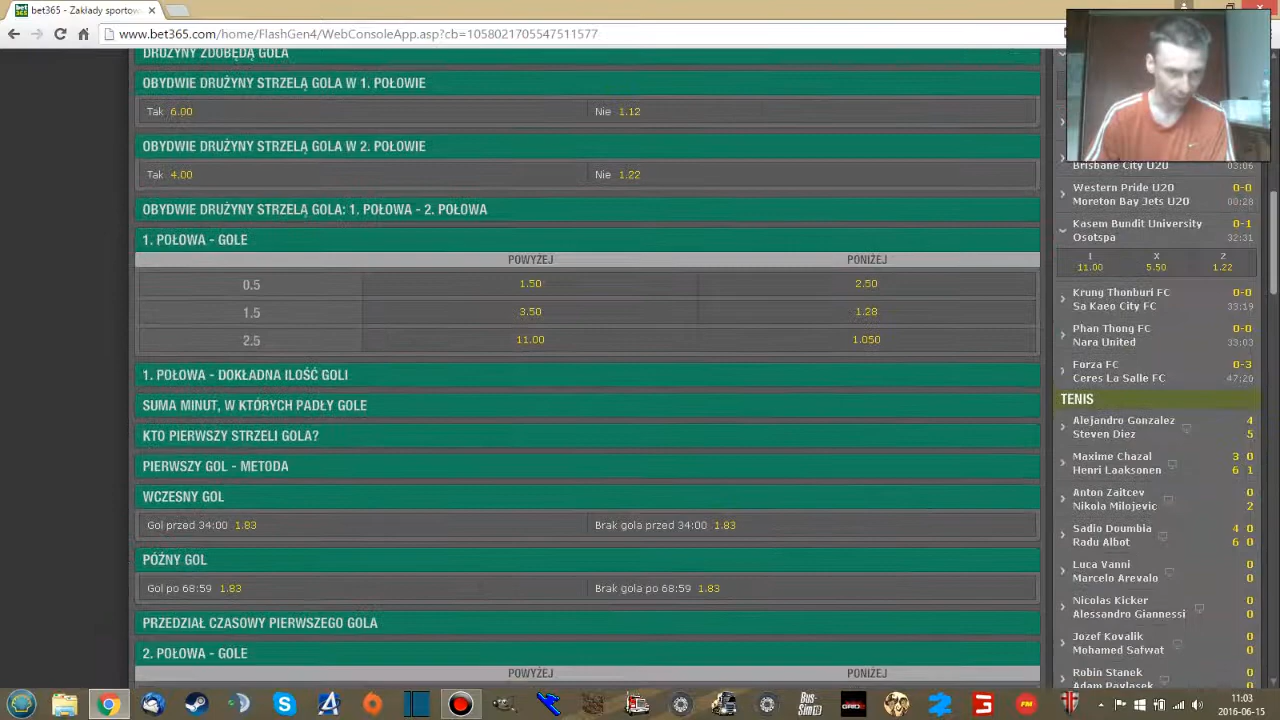 bet365 - Zakłady sportow
www.bet365.com/home/FlashGen4/WebConsoleApp.asp?cb=1058021705547511577
DRUŻYNY ZDOBĘDĄ GOLA
OBYDWIE DRUŻYNY STRZELĄ GOLA W 1. POŁOWIE
Tak 6.00
Nie 1.12
OBYDWIE DRUŻYNY STRZELĄ GOLA W 2. POŁOWIE
Tak 4.00
Nie 1.22
OBYDWIE DRUŻYNY STRZELĄ GOLA: 1. POŁOWA - 2. POŁOWA
1. POŁOWA - GOLE
POWYŻEJ PONIŻEJ
0.5 1.50 2.50
1.5 3.50 1.28
2.5 11.00 1.050
1. POŁOWA - DOKŁADNA ILOŚĆ GOLI
SUMA MINUT, W KTÓRYCH PADŁY GOLE
KTO PIERWSZY STRZELI GOLA?
PIERWSZY GOL - METODA
WCZESNY GOL
Gol przed 34:00 1.83
Brak gola przed 34:00 1.83
PÓŹNY GOL
Gol po 68:59 1.83
Brak gola po 68:59 1.83
PRZEDZIAŁ CZASOWY PIERWSZEGO GOLA
2. POŁOWA - GOLE
POWYŻEJ PONIŻEJ
Brisbane City U20 03:06
Western Pride U20 0-0
Moreton Bay Jets U20 00:28
Kasem Bundit University 0-1
Osotspa 32:31
1 X 2
11.00 5.50 1.22
Krung Thonburi FC 0-0
Sa Kaeo City FC 33:19
Phan Thong FC 0-0
Nara United 33:03
Forza FC 0-3
Ceres La Salle FC 47:20
TENIS
Alejandro Gonzalez 4
Steven Diez 5
Maxime Chazal 3 0
Henri Laaksonen 6 1
Anton Zaitcev 0
Nikola Milojevic 2
Sadio Doumbia 4 0
Radu Albot 6 0
Luca Vanni 0
Marcelo Arevalo 0
Nicolas Kicker 0
Alessandro Giannessi 0
Jozef Kovalik 0
Mohamed Safwat 0
Robin Stanek 0
Adam Pavlasek
11:03
2016-06-15